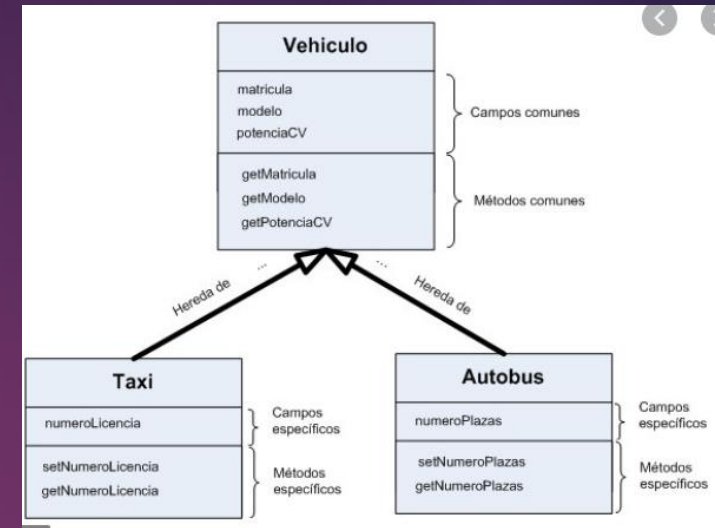 Vehiculo
matricula
modelo
potenciaCV
Campos comunes
getMatricula
getModelo
getPotenciaCV
Métodos comunes
...
...
Hereda de
Hereda de
Taxi
numeroLicencia
Campos
específicos
setNumeroLicencia
getNumeroLicencia
Métodos
específicos
Autobus
numeroPlazas
Campos
específicos
setNumeroPlazas
getNumeroPlazas
Métodos
específicos